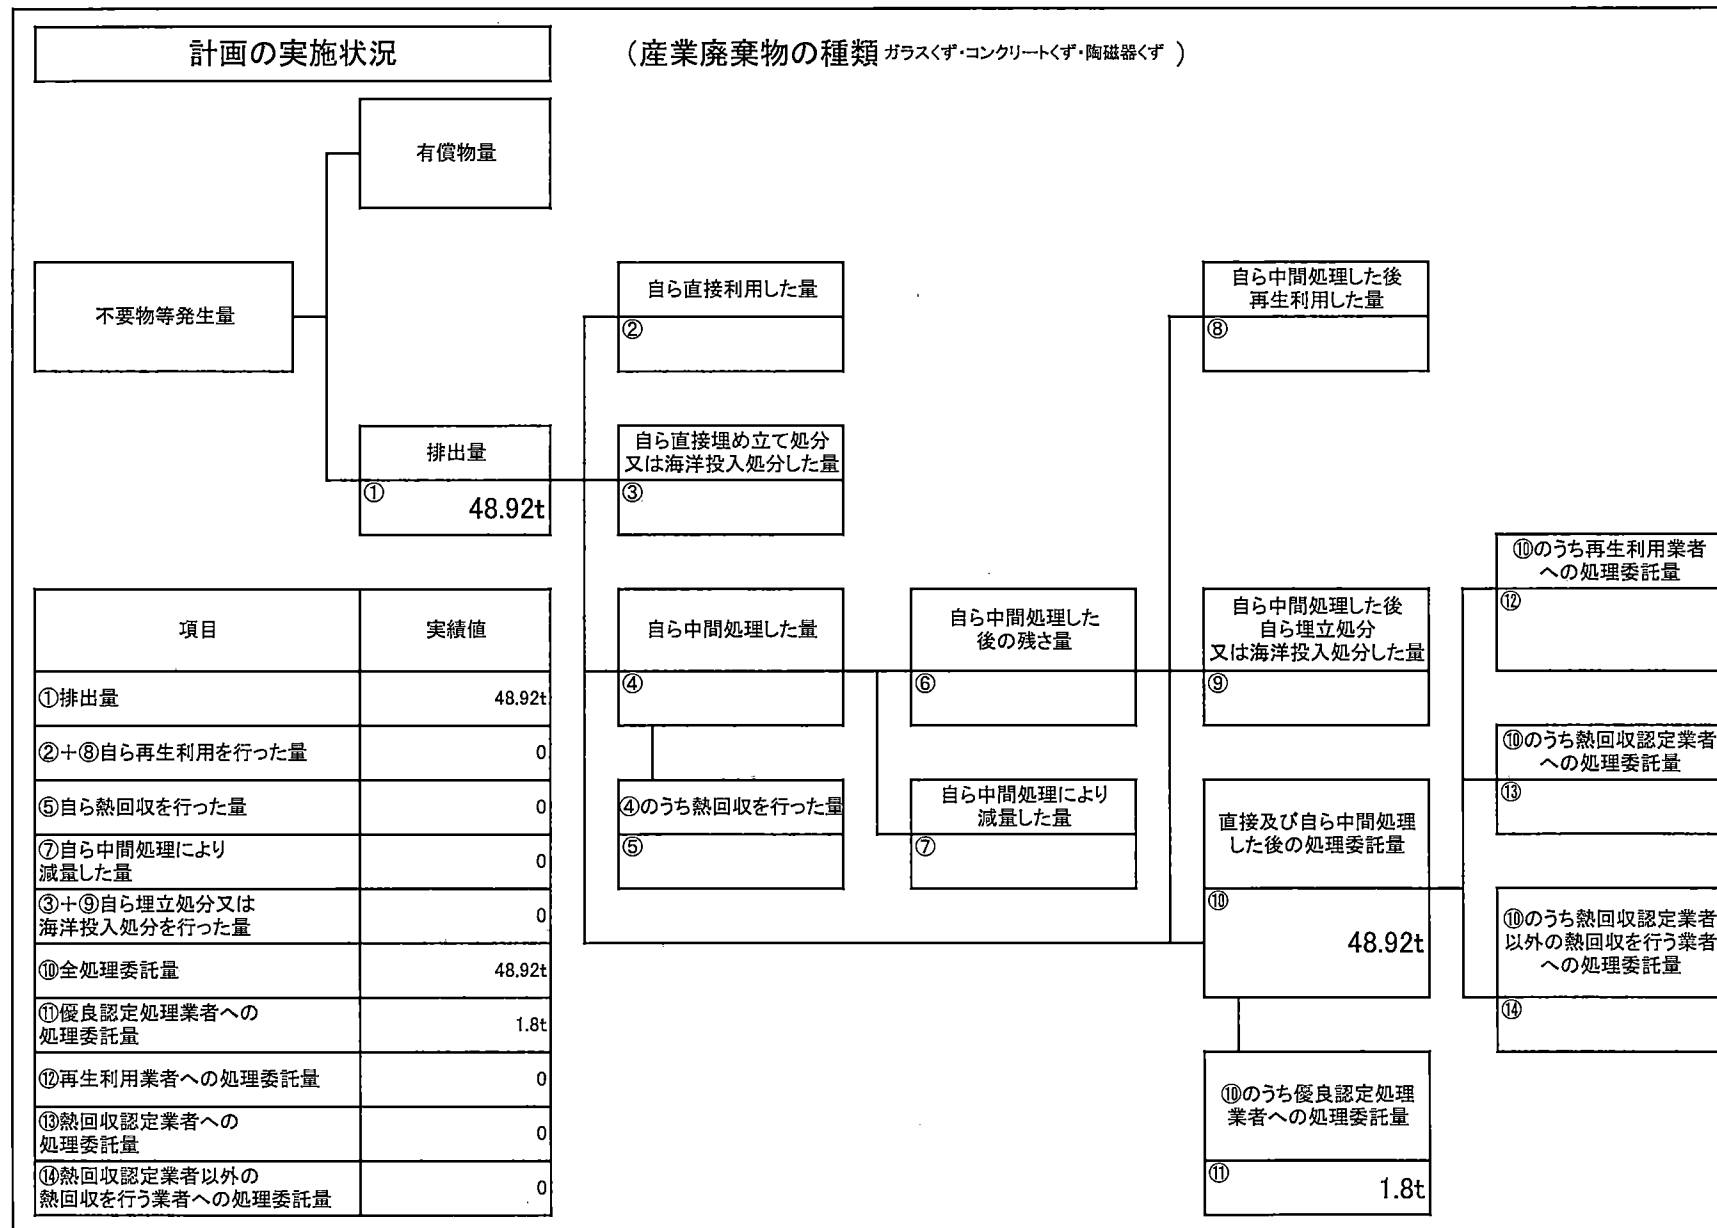 計画の実施状況
(産業廃棄物の種類 ガラスくず・コンクリートくず・陶磁器くず )
有償物量
不要物等発生量
自ら直接利用した量
②
自ら中間処理した後
再生利用した量
⑧
排出量
① 48.92t
自ら直接埋め立て処分
又は海洋投入処分した量
③
⑩のうち再生利用業者
への処理委託量
⑫
自ら中間処理した量
④
自ら中間処理した
後の残さ量
⑥
自ら中間処理した後
自ら埋立処分
又は海洋投入処分した量
⑨
⑩のうち熱回収認定業者
への処理委託量
⑬
④のうち熱回収を行った量
⑤
自ら中間処理により
減量した量
⑦
直接及び自ら中間処理
した後の処理委託量
⑩
48.92t
⑩のうち熱回収認定業者
以外の熱回収を行う業者
への処理委託量
⑭
⑩のうち優良認定処理
業者への処理委託量
⑪ 1.8t
項目 実績値
①排出量 48.92t
②+⑧自ら再生利用を行った量 0
⑤自ら熱回収を行った量 0
⑦自ら中間処理により
減量した量 0
③+⑨自ら埋立処分又は
海洋投入処分を行った量 0
⑩全処理委託量 48.92t
⑪優良認定処理業者への
処理委託量 1.8t
⑫再生利用業者への処理委託量 0
⑬熱回収認定業者への
処理委託量 0
⑭熱回収認定業者以外の
熱回収を行う業者への処理委託量 0